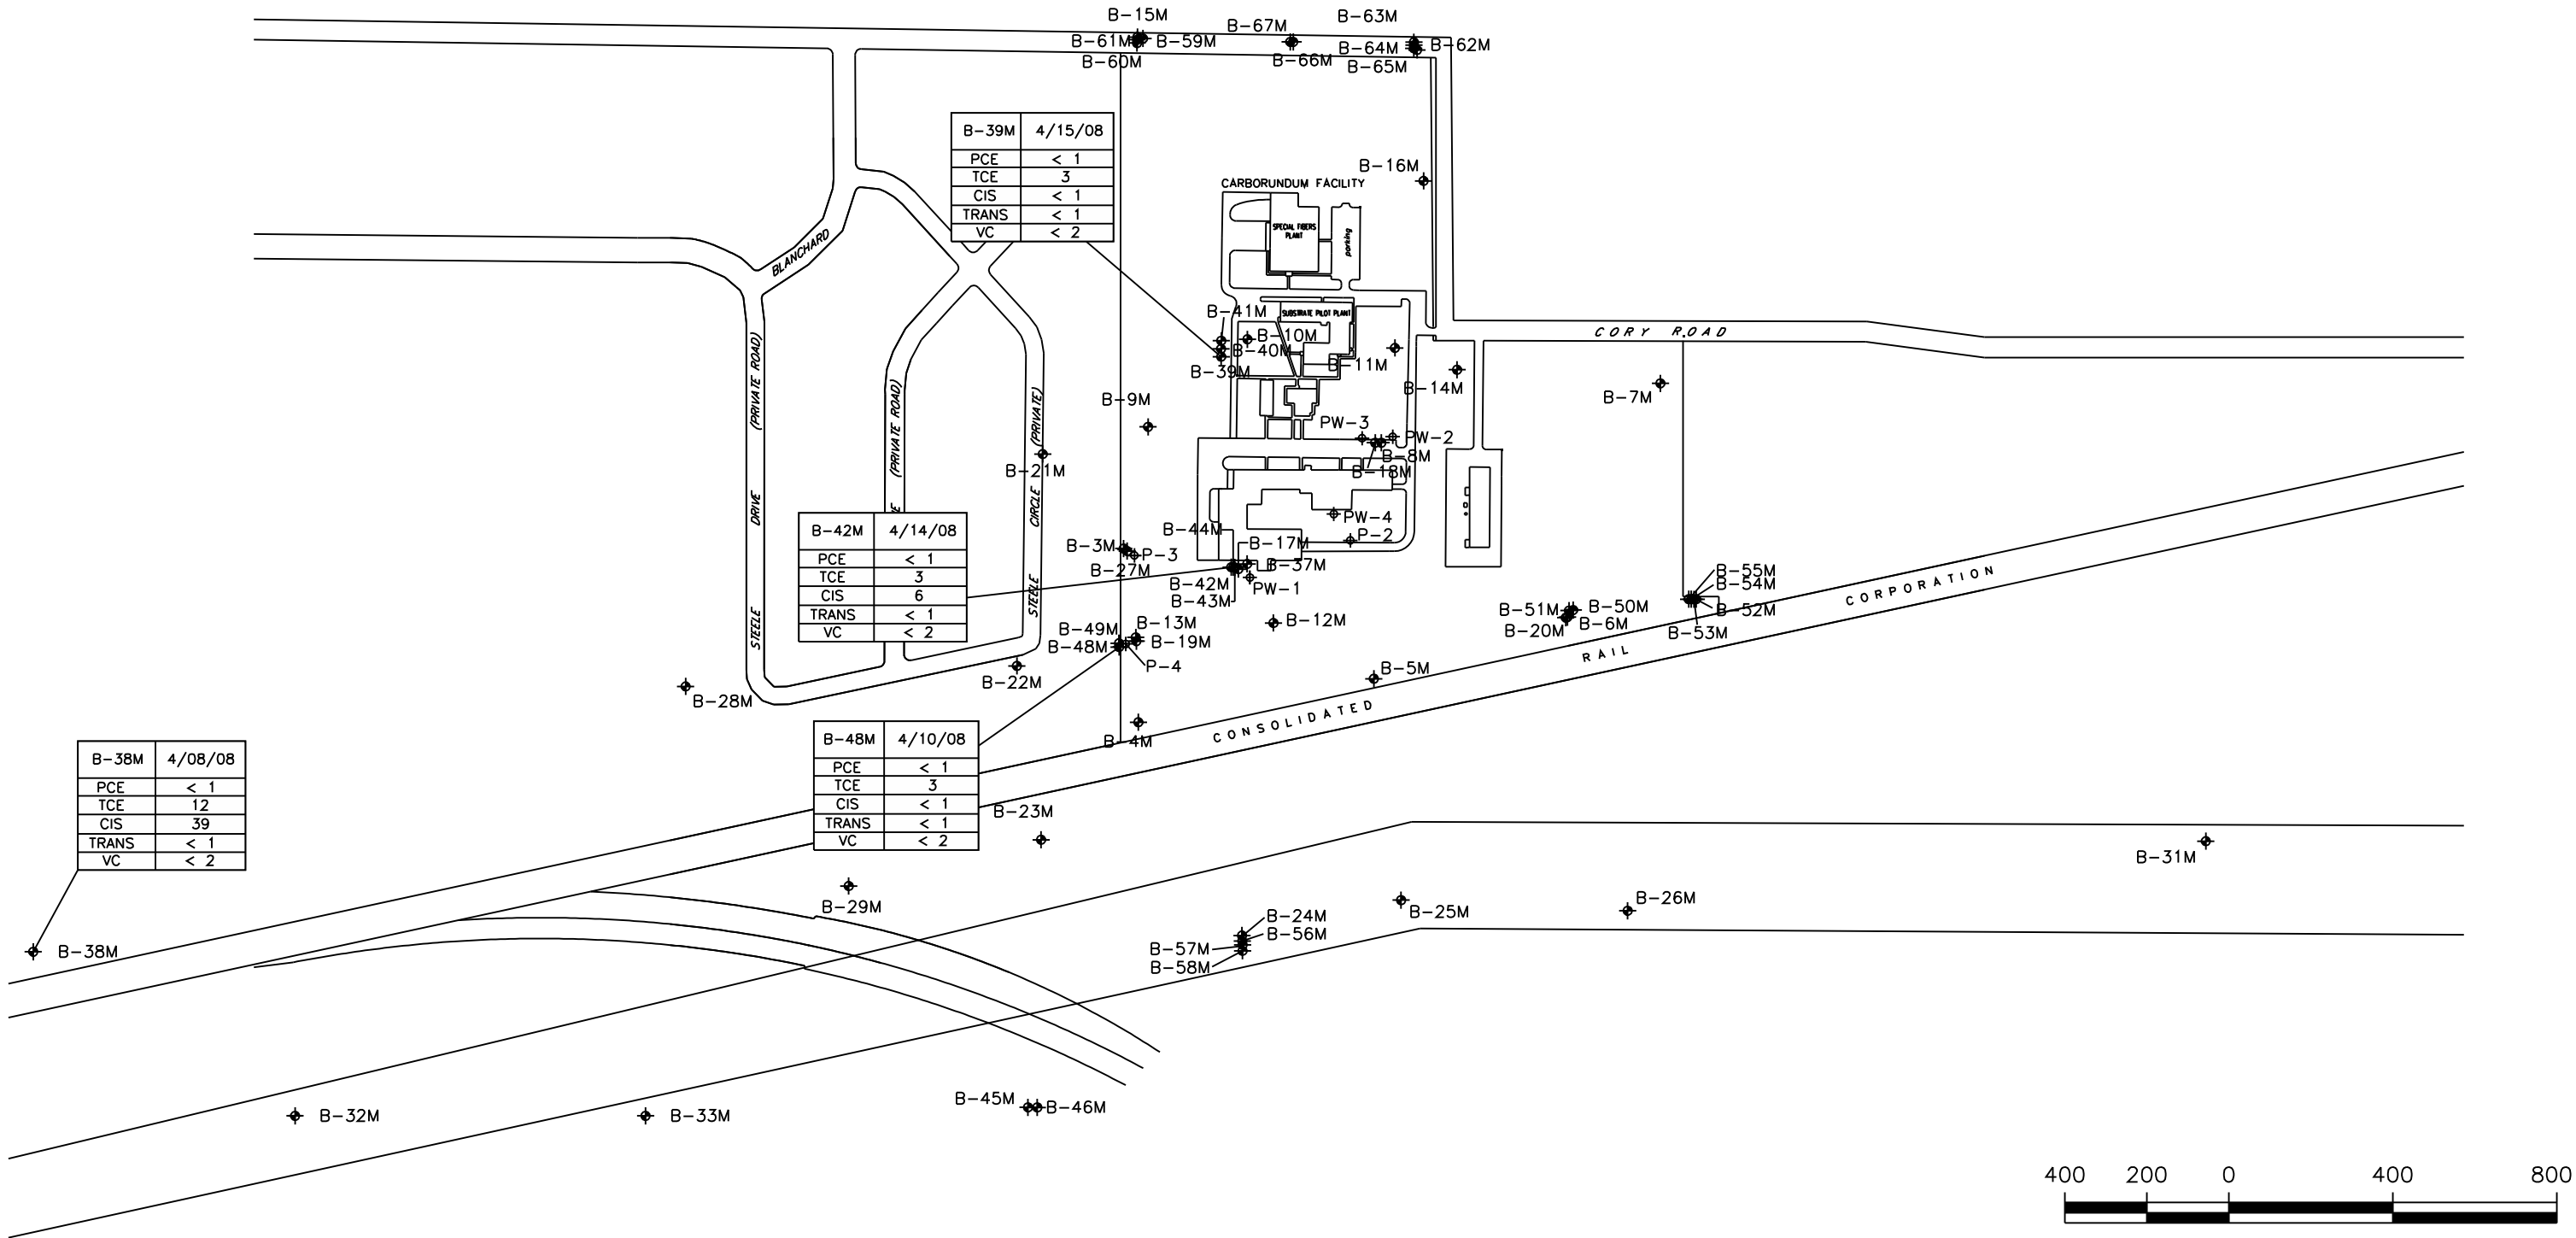 B-15M
B-63M
B-67M
B-61M
B-59M
B-64M
B-62M
B-60M
B-66M
B-65M
B-39M 4/15/08
PCE < 1
TCE 3
CIS < 1
TRANS < 1
VC < 2
B-16M
CARBORUNDUM FACILITY
SPECIAL FIBERS
PLANT
parking
BLANCHARD
B-41M
SUBSTRATE PILOT PLANT
B-10M
B-40M
B-39M
B-11M
CORY ROAD
B-14M
B-7M
B-9M
PW-3
PW-2
B-8M
B-18M
B-21M
STEELE DRIVE (PRIVATE ROAD)
(PRIVATE ROAD)
STEELE CIRCLE (PRIVATE)
B-42M 4/14/08
PCE < 1
TCE 3
CIS 6
TRANS < 1
VC < 2
PW-4
P-2
B-44M
B-17M
B-3M
P-3
B-27M
B-37M
B-42M
PW-1
B-43M
B-55M
B-54M
B-52M
B-53M
B-51M
B-50M
B-6M
B-20M
B-12M
B-13M
B-49M
B-19M
B-48M
P-4
B-22M
B-28M
B-5M
B-4M
CONSOLIDATED RAIL CORPORATION
B-48M 4/10/08
PCE < 1
TCE 3
CIS < 1
TRANS < 1
VC < 2
B-38M 4/08/08
PCE < 1
TCE 12
CIS 39
TRANS < 1
VC < 2
B-23M
B-31M
B-29M
B-26M
B-25M
B-24M
B-56M
B-57M
B-58M
B-38M
B-45M
B-46M
B-32M
B-33M
400 200 0 400 800